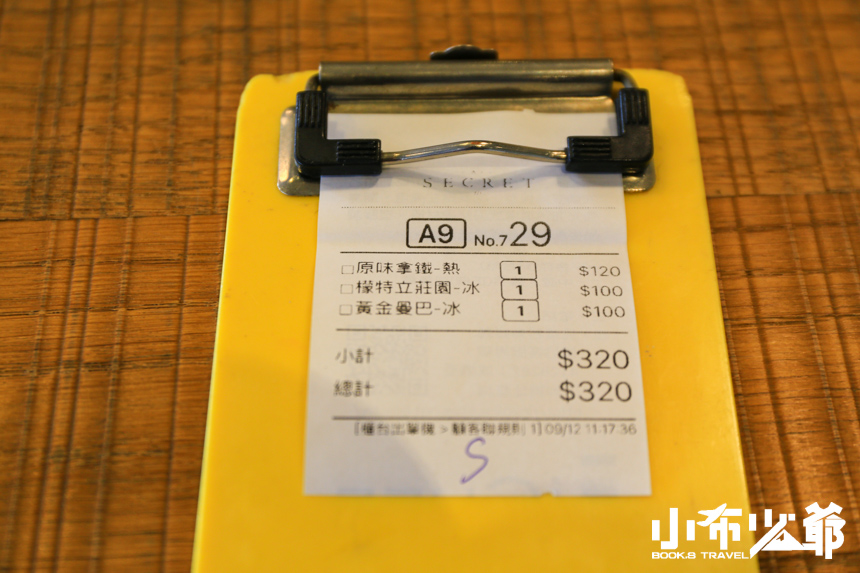 SECRET
A9 No.729
□原味拿鐵-熱 1 $120
□檬特立莊園-冰 1 $100
□黃金曼巴-冰 1 $100
小計 $320
總計 $320
[櫃台出單機 > 顧客聯規則 1] 09/12 11:17:36
S
小布少爺
BOOK.B TRAVEL